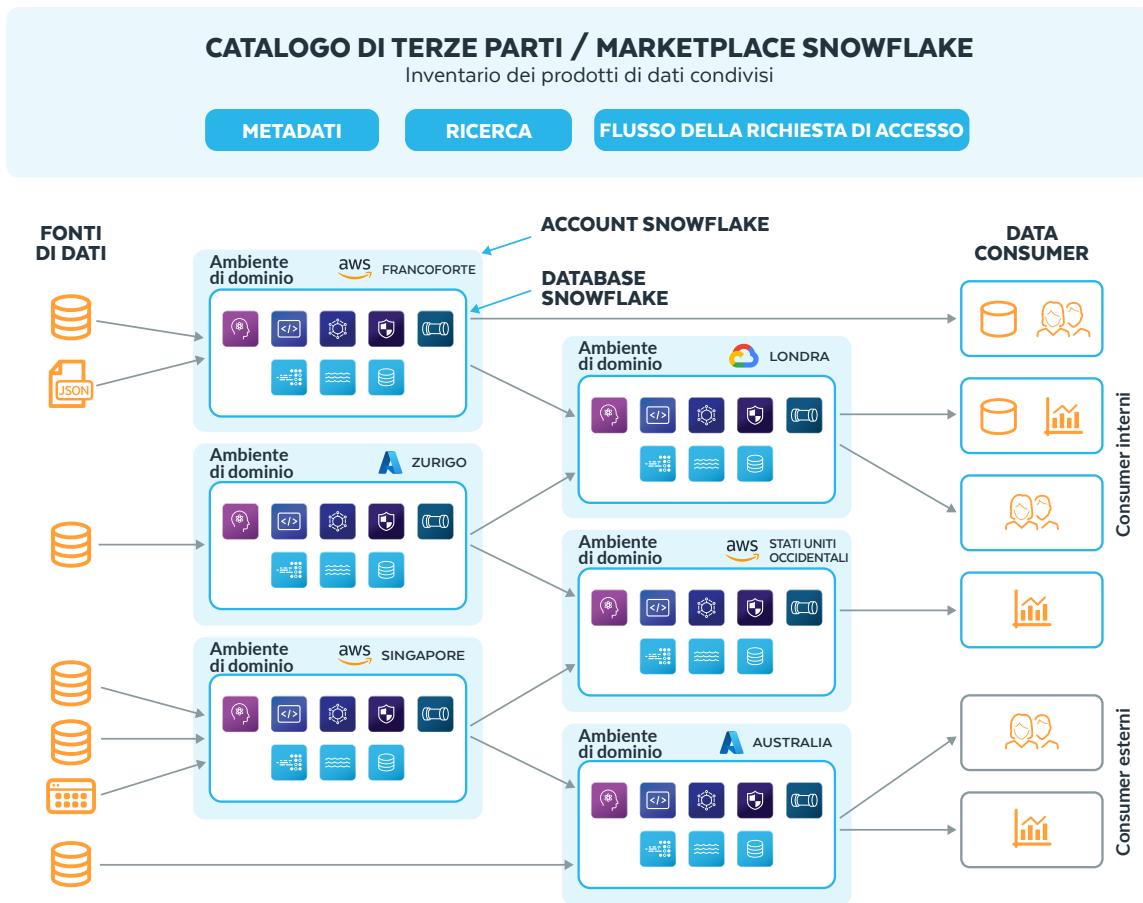 CATALOGO DI TERZE PARTI / MARKETPLACE SNOWFLAKE
Inventario dei prodotti di dati condivisi
METADATI
RICERCA
FLUSSO DELLA RICHIESTA DI ACCESSO
FONTI
DI DATI
ACCOUNT SNOWFLAKE
DATABASE
SNOWFLAKE
DATA
CONSUMER
Ambiente
di dominio
aws
FRANCOFORTE
JSON
Ambiente
di dominio
LONDRA
Ambiente
di dominio
ZURIGO
Ambiente
di dominio
aws
STATI UNITI
OCCIDENTALI
Ambiente
di dominio
aws
SINGAPORE
Ambiente
di dominio
AUSTRALIA
Consumer interni
Consumer esterni